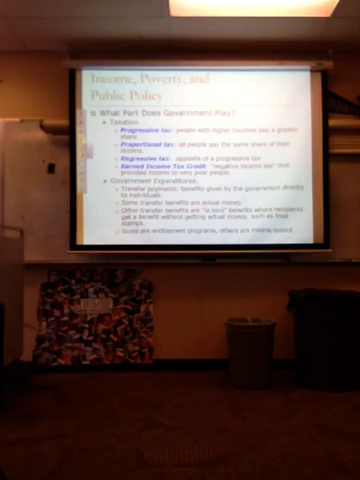 Income, Poverty, and
Public Policy
What Part Does Government Play?
Taxation
Progressive tax: people with higher incomes pay a greater
share.
Proportional tax: all people pay the same share of their
income.
Regressive tax: opposite of a progressive tax
Earned Income Tax Credit: "negative income tax" that
provided income to very poor people.
Government Expenditures.
Transfer payments: benefits given by the government directly
to individuals.
Some transfer benefits are actual money.
Other transfer benefits are "in kind" benefits where recipients
get a benefit without getting actual money, such as food
stamps.
Some are entitlement programs, others are means tested.